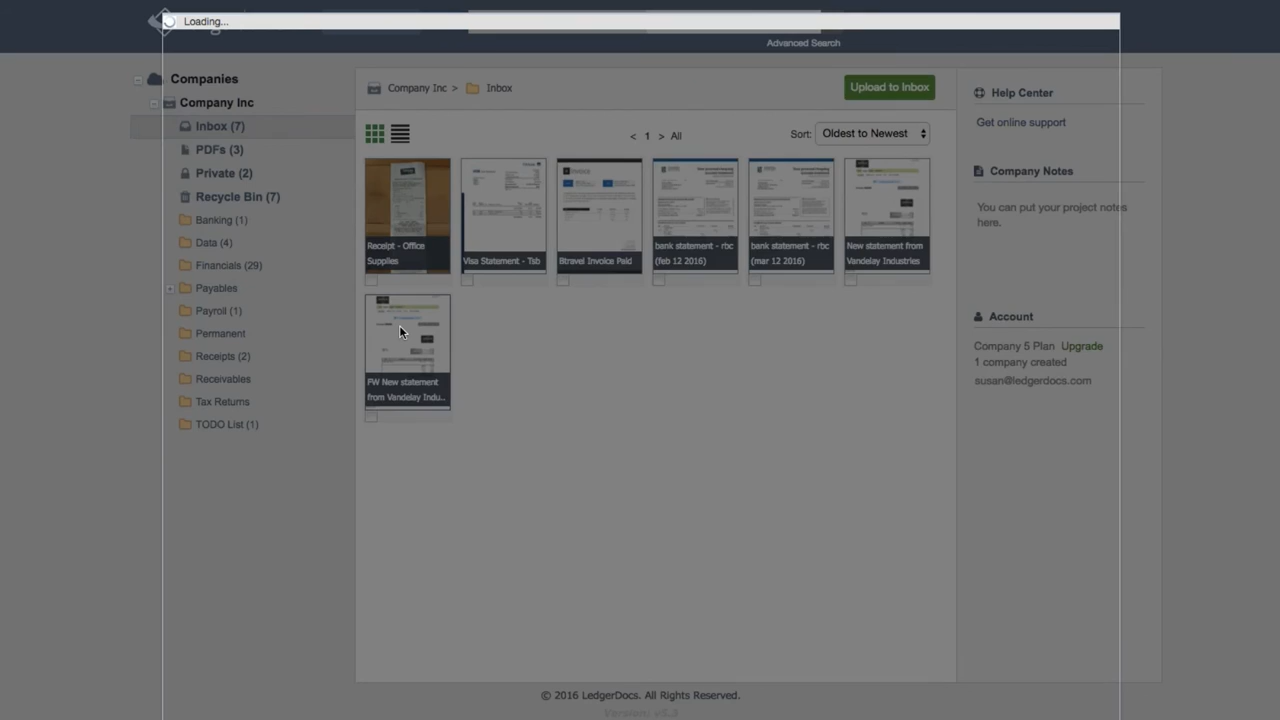 Loading...
Advanced Search
Companies
Company Inc
Inbox (7)
PDFs (3)
Private (2)
Recycle Bin (7)
Banking (1)
Data (4)
Financials (29)
Payables
Payroll (1)
Permanent
Receipts (2)
Receivables
Tax Returns
TODO List (1)
Company Inc > Inbox
Upload to Inbox
< 1 > All
Sort: Oldest to Newest
Receipt - Office
Supplies
Visa Statement - Tsb
Btravel Invoice Paid
bank statement - rbc
(feb 12 2016)
bank statement - rbc
(mar 12 2016)
New statement from
Vandelay Industries
FW New statement
from Vandelay Indu...
Help Center
Get online support
Company Notes
You can put your project notes
here.
Account
Company 5 Plan Upgrade
1 company created
susan@ledgerdocs.com
© 2016 LedgerDocs. All Rights Reserved.
Version: v5.3